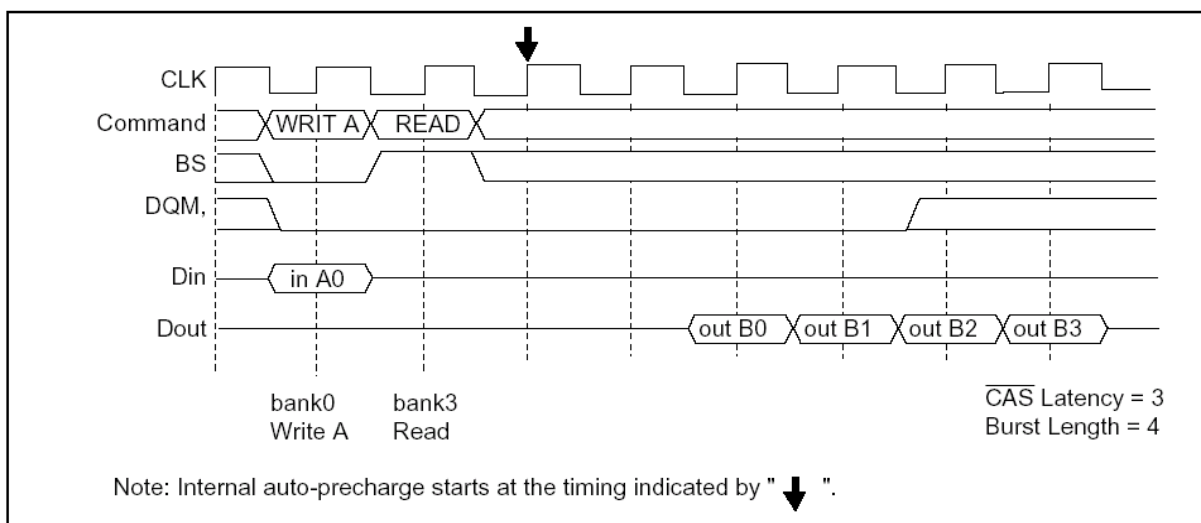 CLK
Command WRIT A READ
BS
DQM,
Din in A0
Dout out B0 out B1 out B2 out B3
bank0 bank3
Write A Read
CAS Latency = 3
Burst Length = 4
Note: Internal auto-precharge starts at the timing indicated by " ".